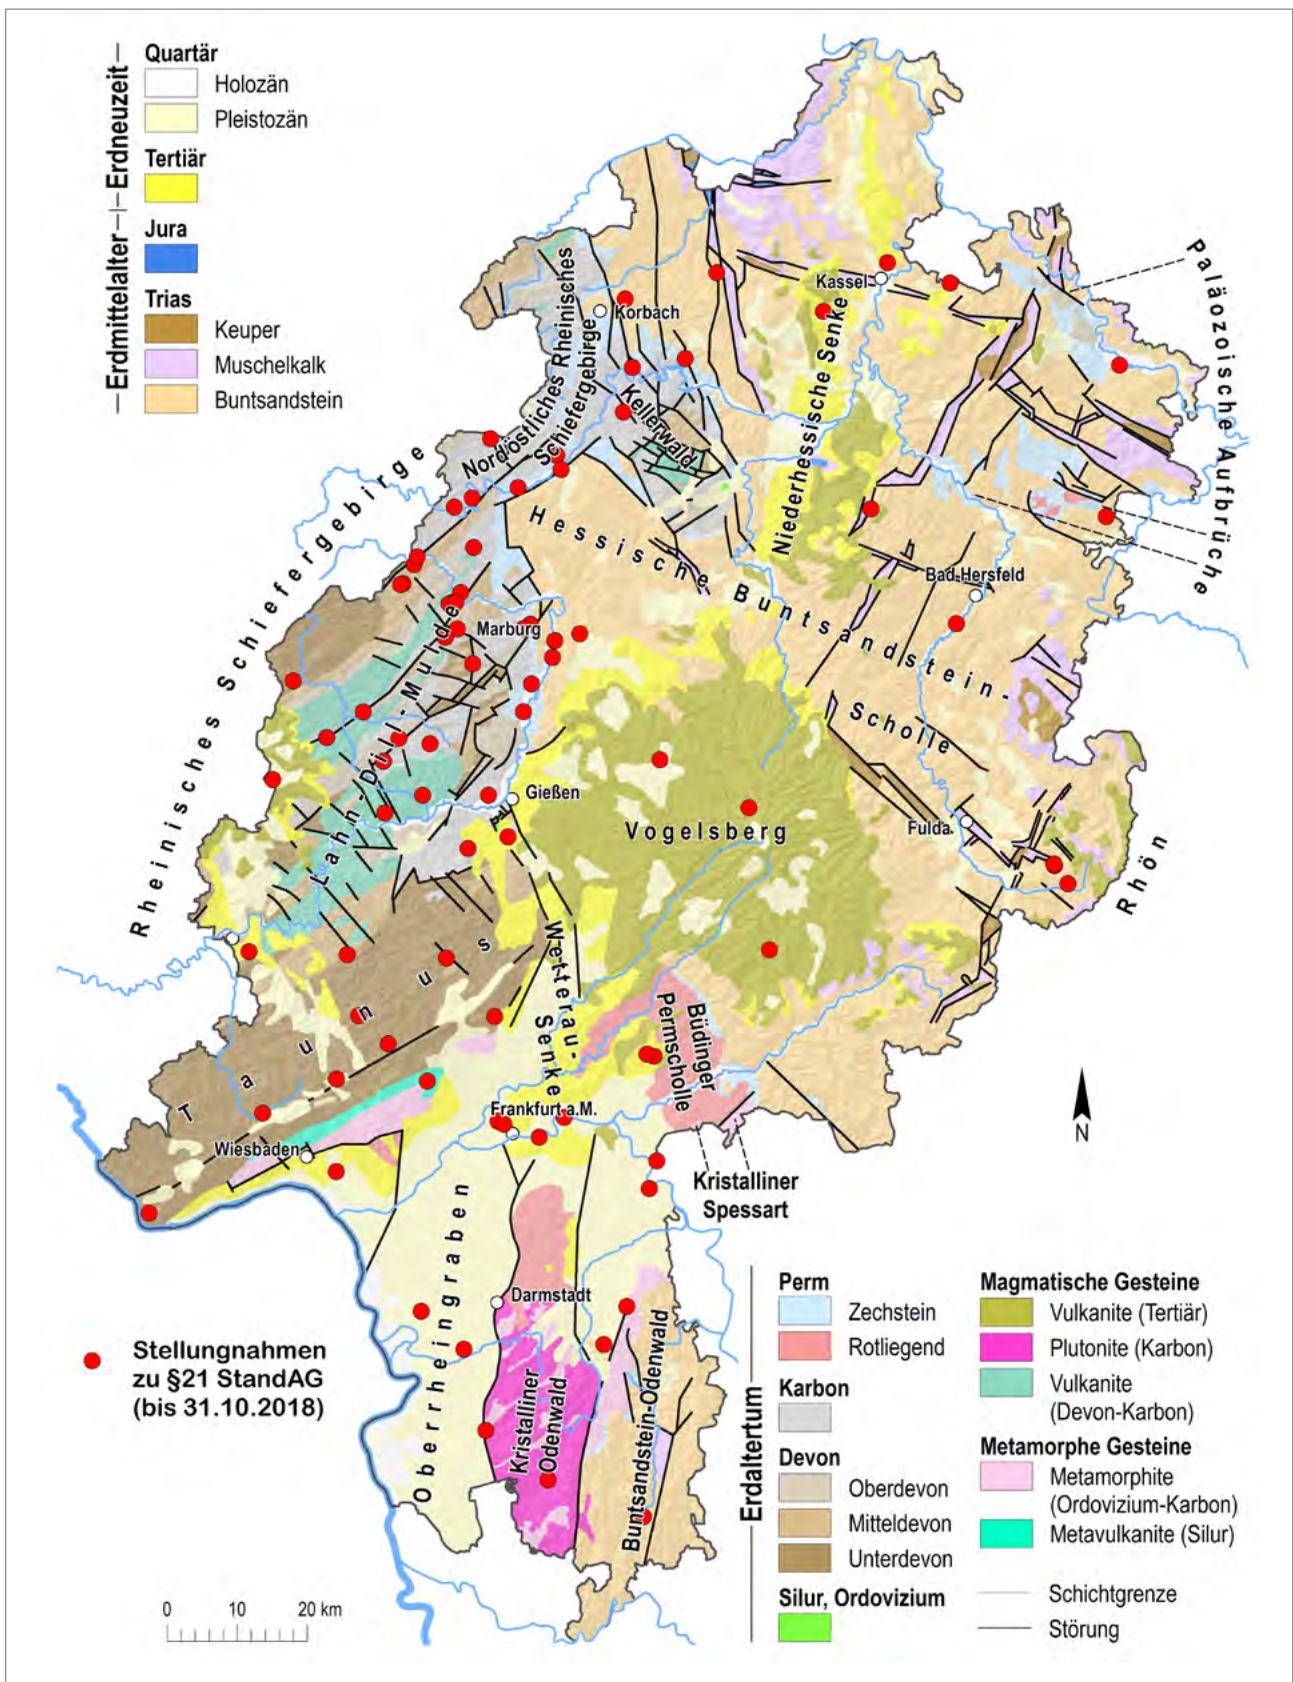 Erdneuzeit
Quartär
Holozän
Pleistozän
Tertiär
Erdmittelalter
Jura
Trias
Keuper
Muschelkalk
Buntsandstein
Kassel
Korbach
Nordöstliches Rheinisches
Schiefergebirge
Kellerwald
Niederhessische Senke
Paläozoische Aufbrüche
Rheinisches Schiefergebirge
Hessische Buntsandstein-
Scholle
Bad Hersfeld
Marburg
Lahn-Dill-Mulde
Gießen
Vogelsberg
Fulda
Rhön
Taunus
Wetterau-
Senke
Büdinger
Permscholle
Frankfurt a.M.
Wiesbaden
N
Kristalliner
Spessart
Oberrheingraben
Darmstadt
Kristalliner
Odenwald
Buntsandstein-Odenwald
Stellungnahmen
zu §21 StandAG
(bis 31.10.2018)
0 10 20 km
Erdaltertum
Perm
Zechstein
Rotliegend
Karbon
Devon
Oberdevon
Mitteldevon
Unterdevon
Silur, Ordovizium
Magmatische Gesteine
Vulkanite (Tertiär)
Plutonite (Karbon)
Vulkanite
(Devon-Karbon)
Metamorphe Gesteine
Metamorphite
(Ordovizium-Karbon)
Metavulkanite (Silur)
Schichtgrenze
Störung